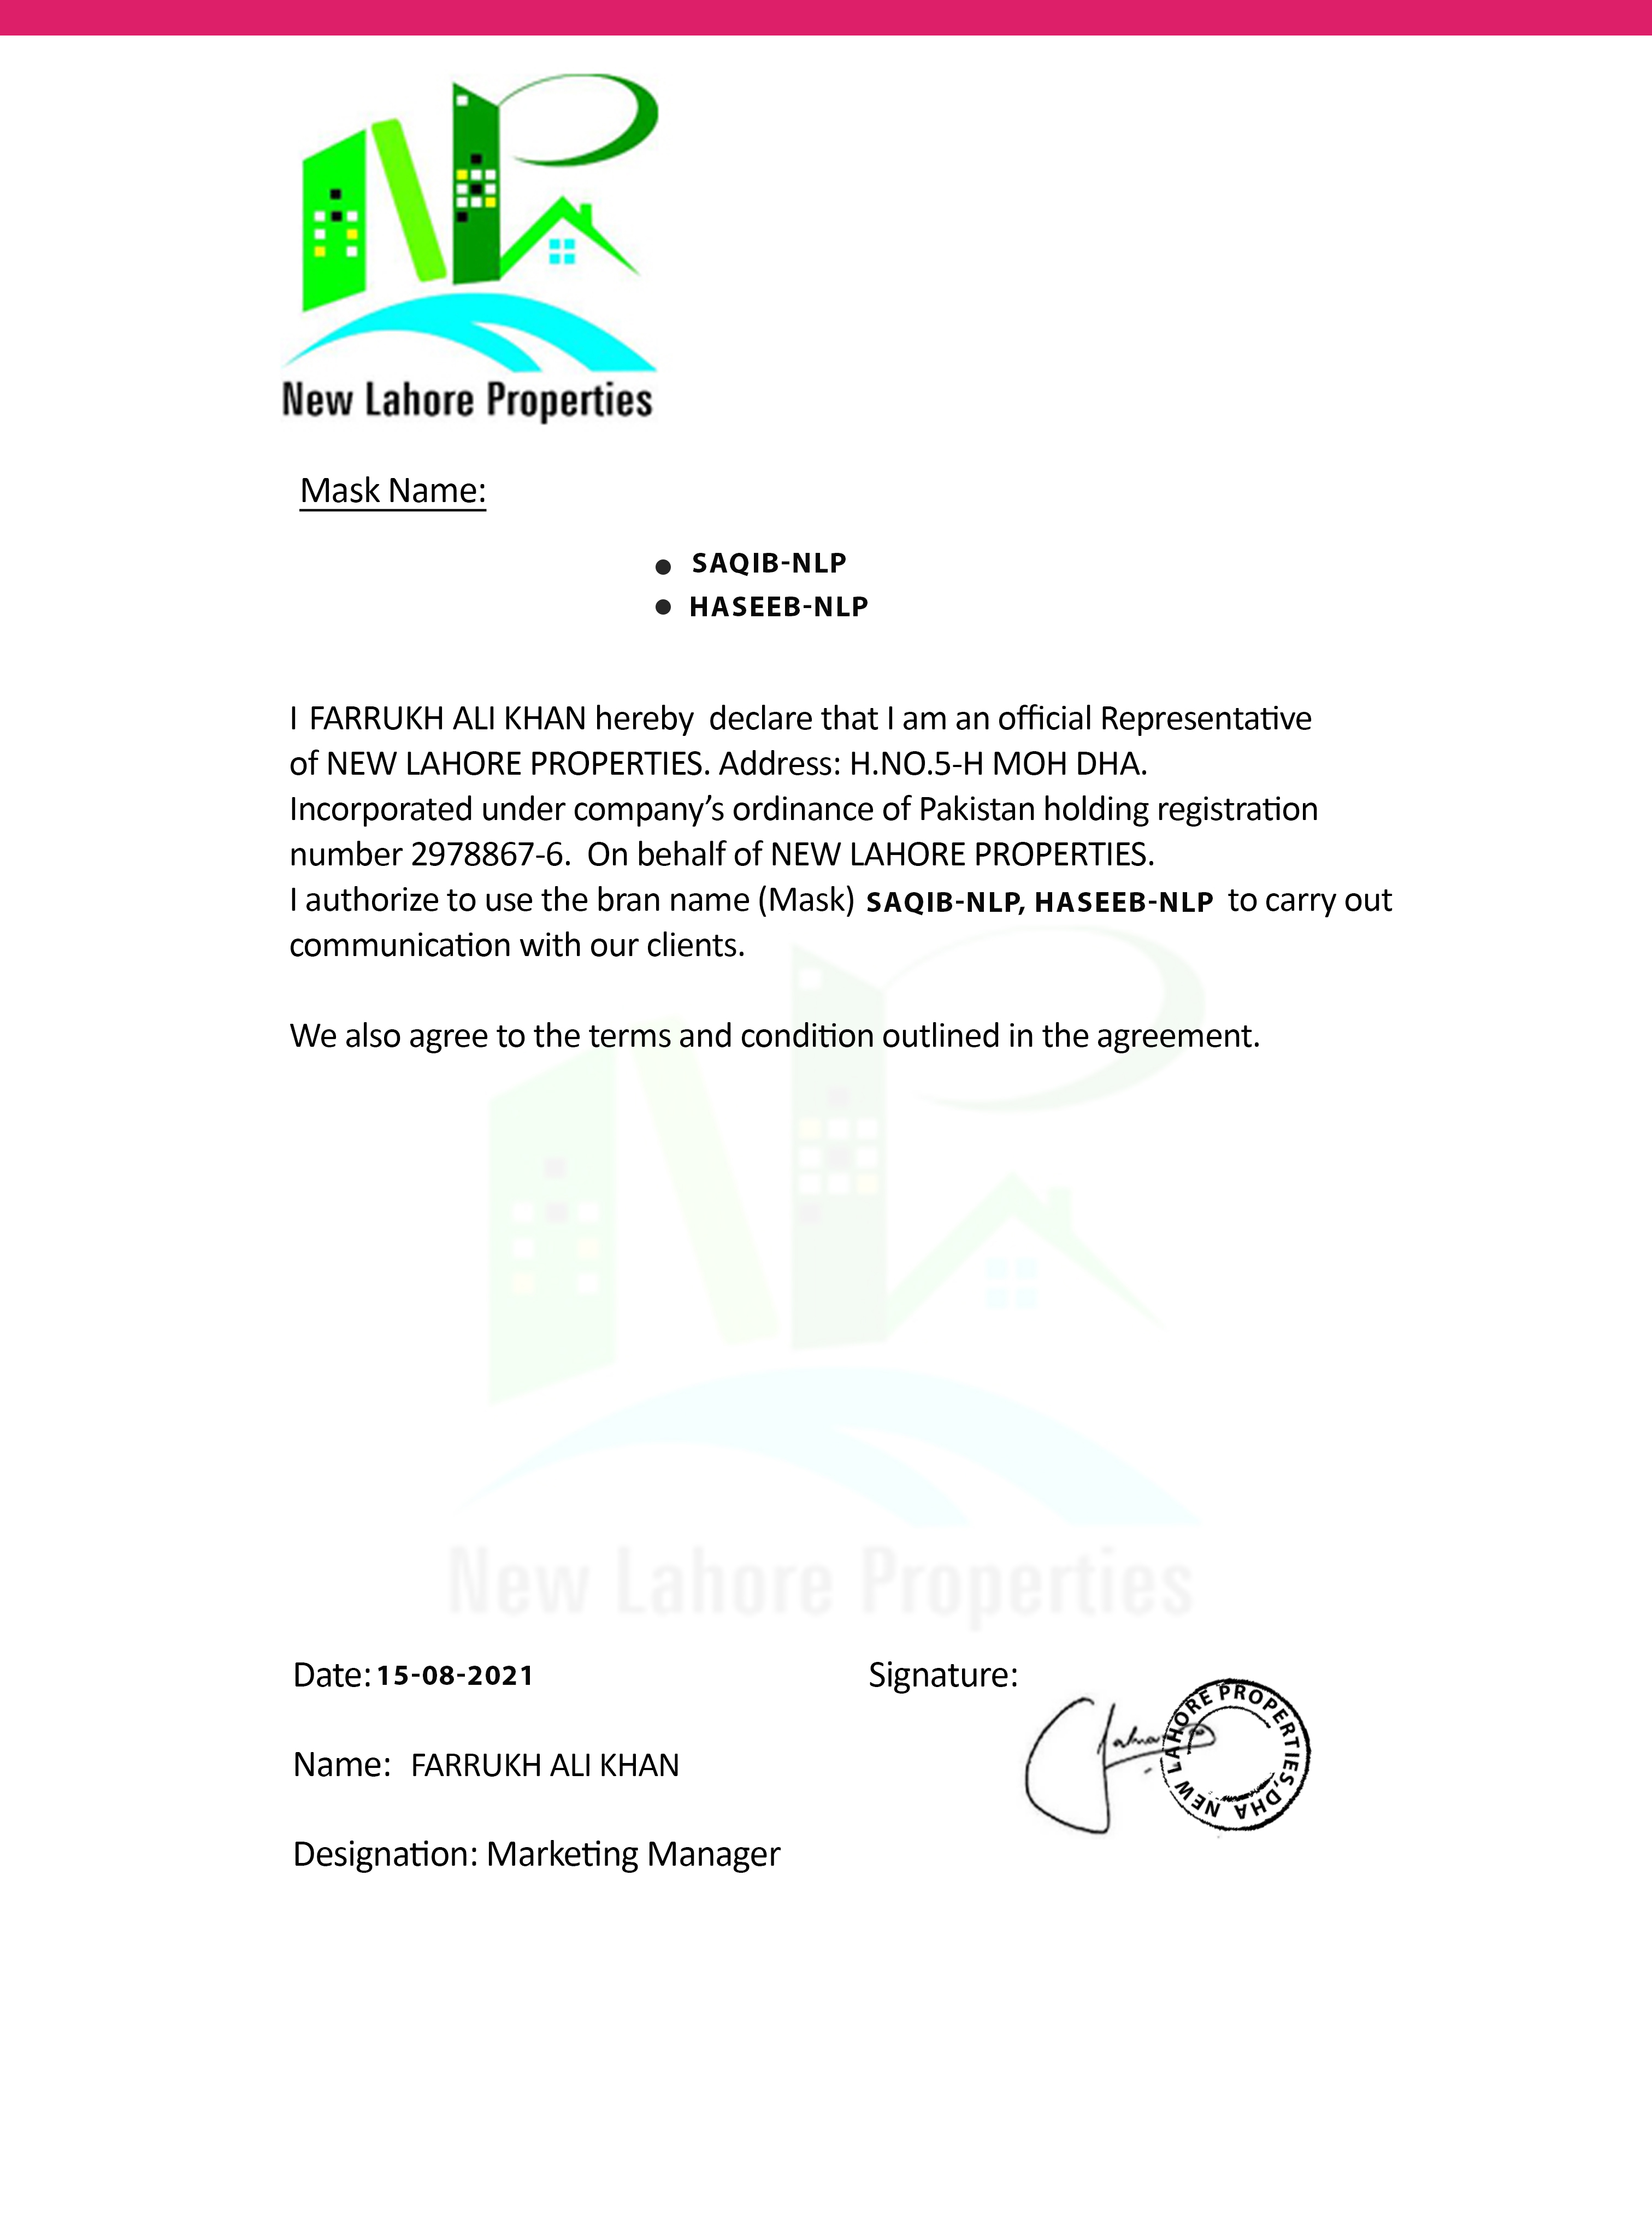 New Lahore Properties
Mask Name:
● SAQIB-NLP
● HASEEB-NLP
I FARRUKH ALI KHAN hereby declare that I am an official Representative
of NEW LAHORE PROPERTIES. Address: H.NO.5-H MOH DHA.
Incorporated under company’s ordinance of Pakistan holding registration
number 2978867-6. On behalf of NEW LAHORE PROPERTIES.
I authorize to use the bran name (Mask) SAQIB-NLP, HASEEB-NLP to carry out
communication with our clients.
We also agree to the terms and condition outlined in the agreement.
New Lahore Properties
Date: 15-08-2021 Signature:
NEW LAHORE PROPERTIES,DHA
Name: FARRUKH ALI KHAN
Designation: Marketing Manager